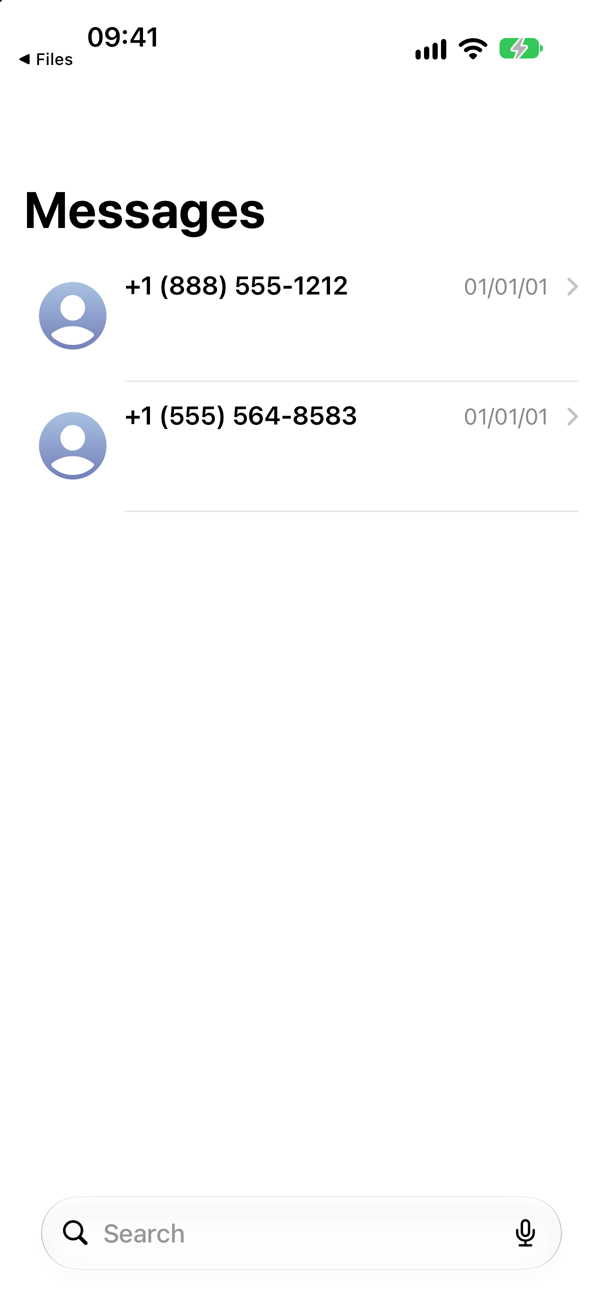 09:41
◀ Files
Messages
+1 (888) 555-1212 01/01/01
+1 (555) 564-8583 01/01/01
Search